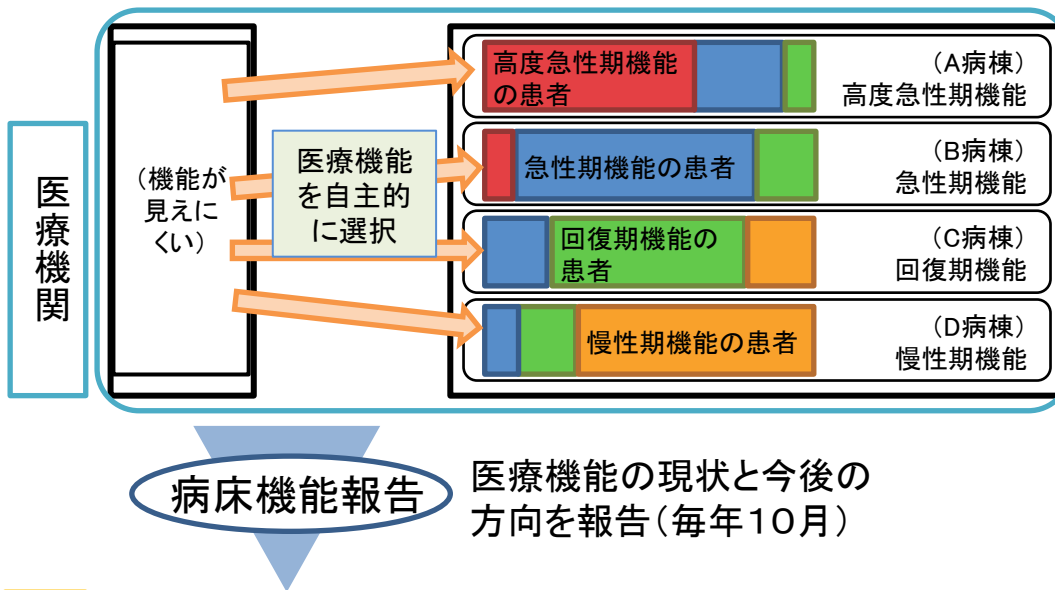 医療機関
(機能が
見えに
くい)
医療機能
を自主的
に選択
高度急性期機能
の患者
(A病棟)
高度急性期機能
急性期機能の患者
(B病棟)
急性期機能
回復期機能の
患者
(C病棟)
回復期機能
慢性期機能の患者
(D病棟)
慢性期機能
病床機能報告
医療機能の現状と今後の
方向を報告(毎年10月)